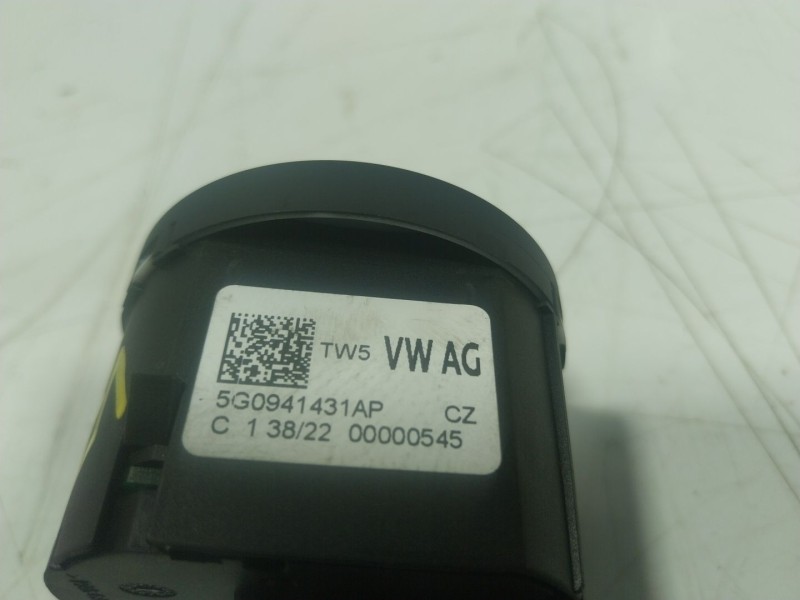 TW5 VW AG
5G0941431AP CZ
C 1 38/22 00000545